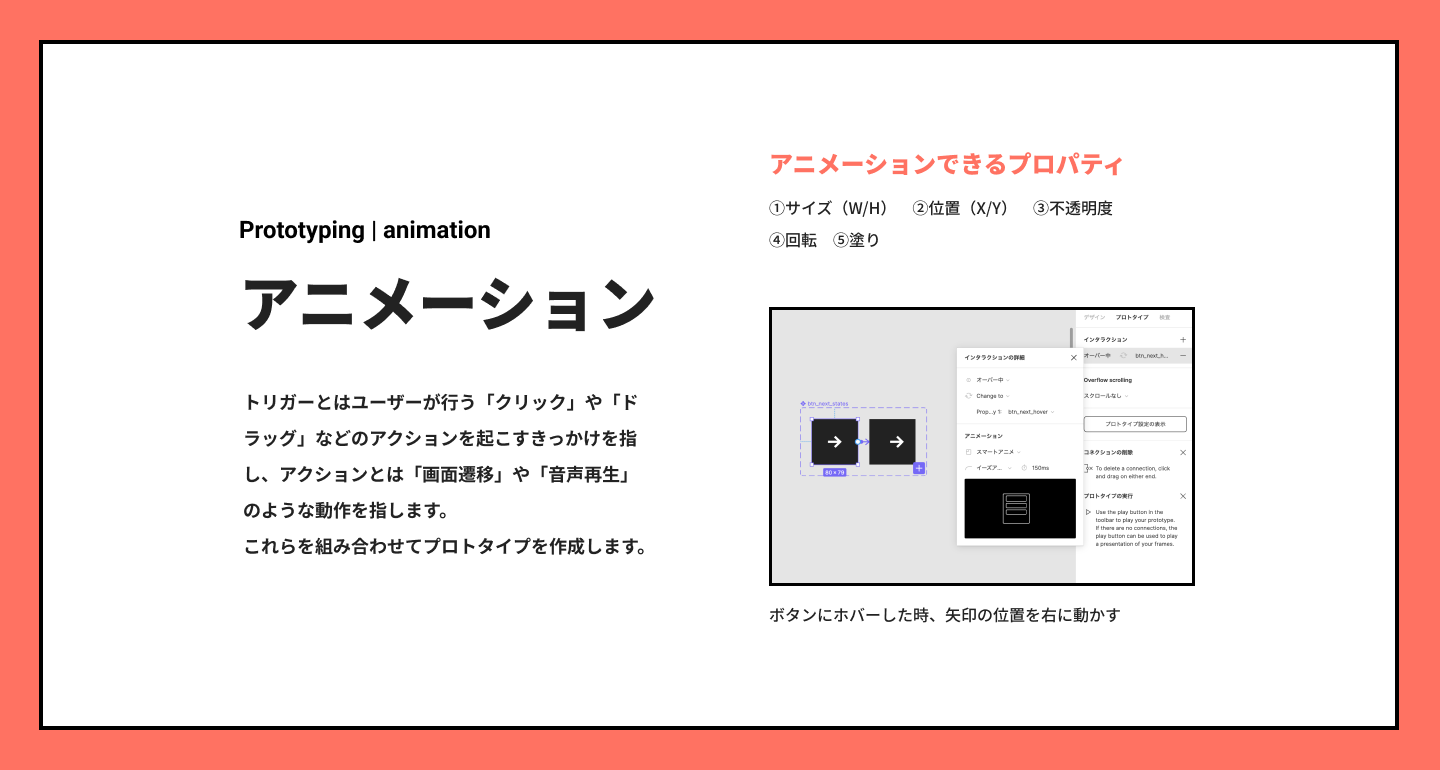 Prototyping | animation
アニメーション
トリガーとはユーザーが行う「クリック」や「ド
ラッグ」などのアクションを起こすきっかけを指
し、アクションとは「画面遷移」や「音声再生」
のような動作を指します。
これらを組み合わせてプロトタイプを作成します。
アニメーションできるプロパティ
①サイズ（W/H）　②位置（X/Y）　③不透明度
④回転　⑤塗り
btn_next_states
80 × 79
インタラクションの詳細
オーバー中
Change to
Prop...y 1: btn_next_hover
アニメーション
スマートアニメ
イーズア... 150ms
デザイン プロトタイプ 検査
インタラクション
オーバー中 btn_next_h...
Overflow scrolling
スクロールなし
プロトタイプ設定の表示
コネクションの削除
To delete a connection, click
and drag on either end.
プロトタイプの実行
Use the play button in the
toolbar to play your prototype.
If there are no connections, the
play button can be used to play
a presentation of your frames.
ボタンにホバーした時、矢印の位置を右に動かす